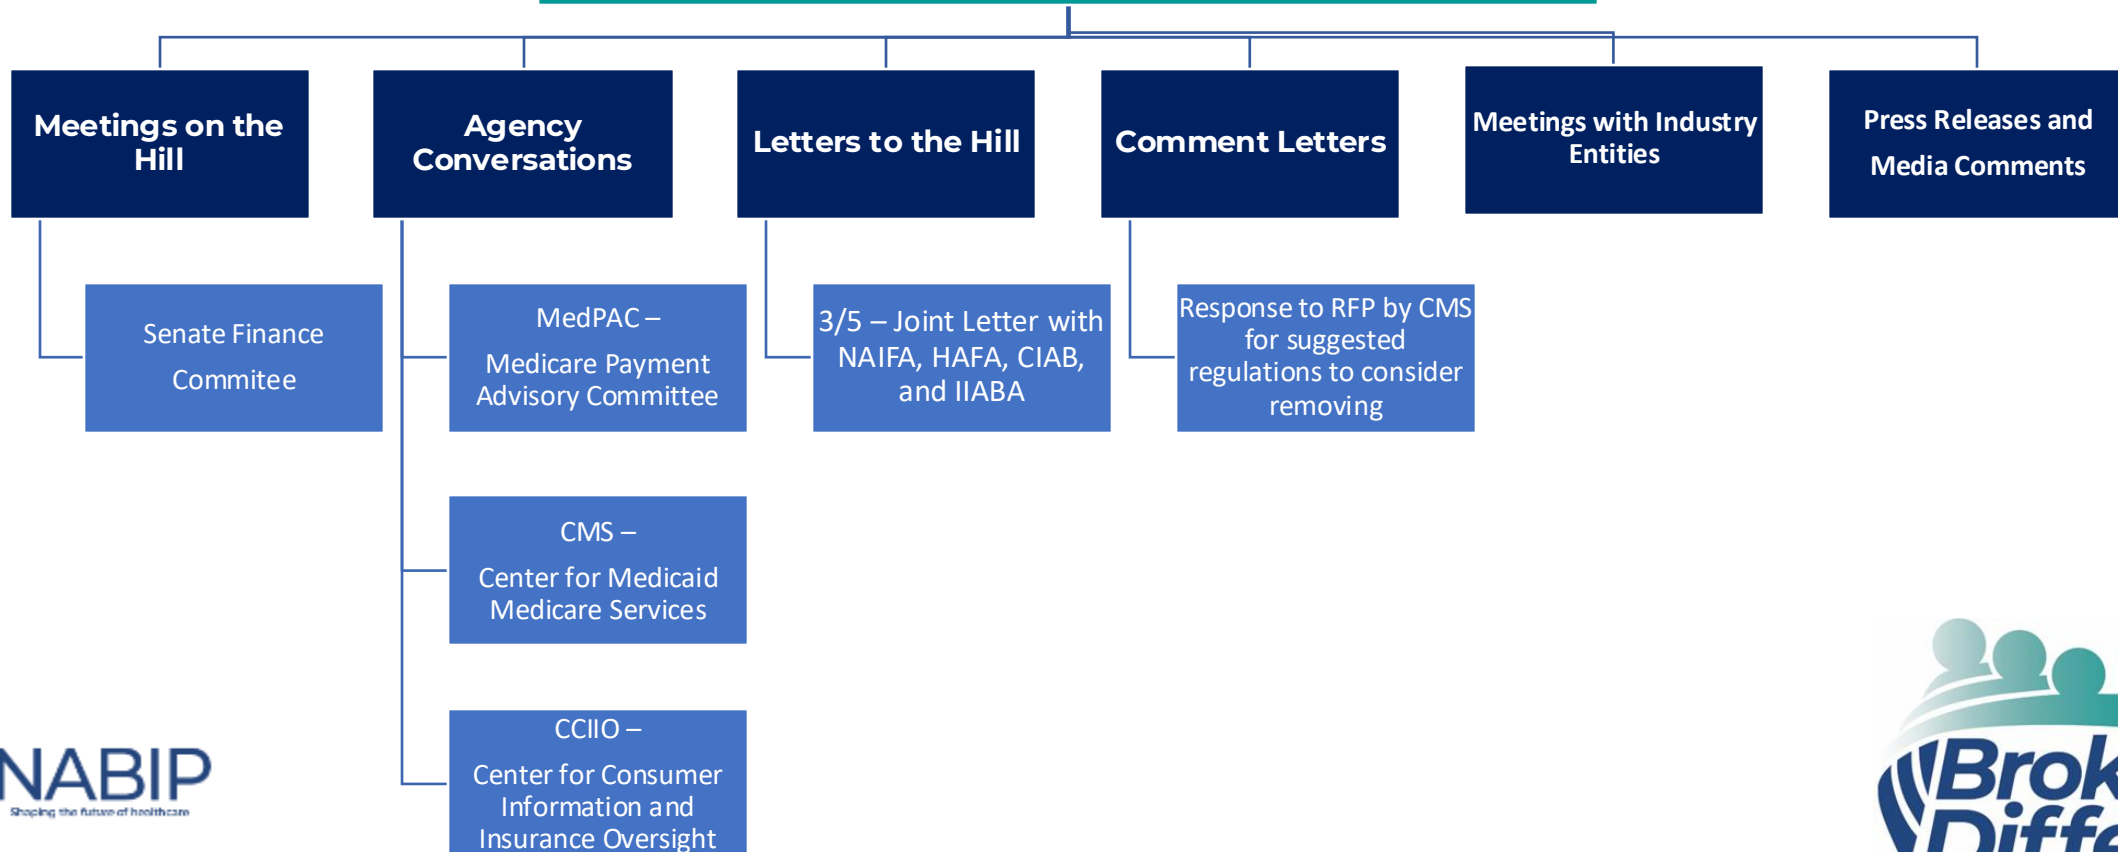 Meetings on the
Hill
Agency
Conversations
Letters to the Hill
Comment Letters
Meetings with Industry
Entities
Press Releases and
Media Comments
Senate Finance
Commitee
MedPAC –
Medicare Payment
Advisory Committee
3/5 – Joint Letter with
NAIFA, HAFA, CIAB,
and IIABA
Response to RFP by CMS
for suggested
regulations to consider
removing
CMS –
Center for Medicaid
Medicare Services
CCIIO –
Center for Consumer
Information and
Insurance Oversight
NABIP
Shaping the future of healthcare
Brok
Diffe